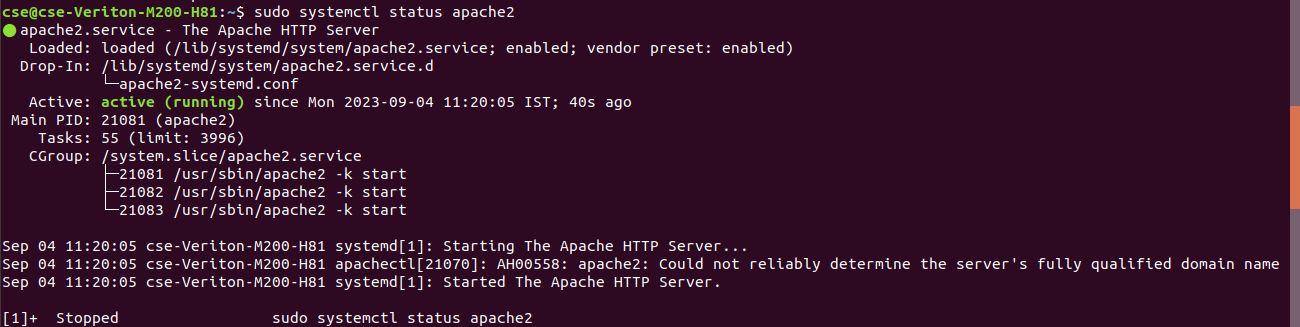 cse@cse-Veriton-M200-H81:~$ sudo systemctl status apache2
● apache2.service - The Apache HTTP Server
   Loaded: loaded (/lib/systemd/system/apache2.service; enabled; vendor preset: enabled)
  Drop-In: /lib/systemd/system/apache2.service.d
           └─apache2-systemd.conf
   Active: active (running) since Mon 2023-09-04 11:20:05 IST; 40s ago
 Main PID: 21081 (apache2)
    Tasks: 55 (limit: 3996)
   CGroup: /system.slice/apache2.service
           ├─21081 /usr/sbin/apache2 -k start
           ├─21082 /usr/sbin/apache2 -k start
           └─21083 /usr/sbin/apache2 -k start

Sep 04 11:20:05 cse-Veriton-M200-H81 systemd[1]: Starting The Apache HTTP Server...
Sep 04 11:20:05 cse-Veriton-M200-H81 apachectl[21070]: AH00558: apache2: Could not reliably determine the server's fully qualified domain name
Sep 04 11:20:05 cse-Veriton-M200-H81 systemd[1]: Started The Apache HTTP Server.

[1]+  Stopped                 sudo systemctl status apache2